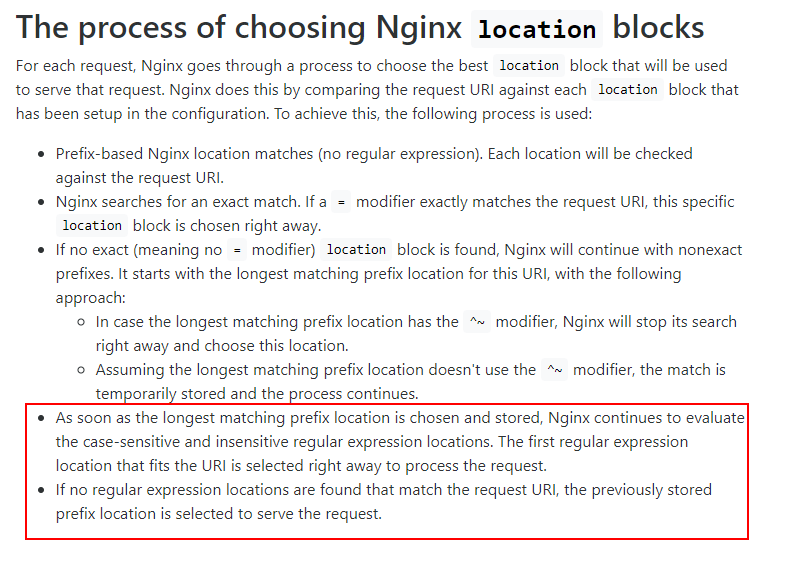 The process of choosing Nginx location blocks
For each request, Nginx goes through a process to choose the best location block that will be used
to serve that request. Nginx does this by comparing the request URI against each location block that
has been setup in the configuration. To achieve this, the following process is used:
• Prefix-based Nginx location matches (no regular expression). Each location will be checked
against the request URI.
• Nginx searches for an exact match. If a = modifier exactly matches the request URI, this specific
location block is chosen right away.
• If no exact (meaning no = modifier) location block is found, Nginx will continue with nonexact
prefixes. It starts with the longest matching prefix location for this URI, with the following
approach:
◦ In case the longest matching prefix location has the ^~ modifier, Nginx will stop its search
right away and choose this location.
◦ Assuming the longest matching prefix location doesn't use the ^~ modifier, the match is
temporarily stored and the process continues.
• As soon as the longest matching prefix location is chosen and stored, Nginx continues to evaluate
the case-sensitive and insensitive regular expression locations. The first regular expression
location that fits the URI is selected right away to process the request.
• If no regular expression locations are found that match the request URI, the previously stored
prefix location is selected to serve the request.